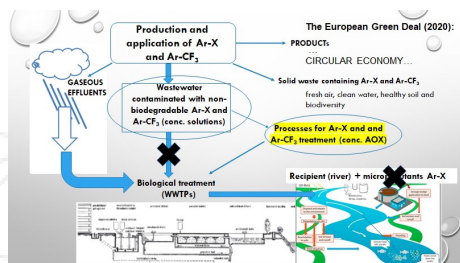 Production and
application of Ar-X
and Ar-CF₃
The European Green Deal (2020):
PRODUCTs
CIRCULAR ECONOMY...
Solid waste containing Ar-X and Ar-CF₃
fresh air, clean water, healthy soil and
biodiversity
GASEOUS
EFFLUENTS
Wastewater
contaminated with non-
biodegradable Ar-X and
Ar-CF₃ (conc. solutions)
Processes for Ar-X and and
Ar-CF₃ treatment (conc. AOX)
Biological treatment
(WWTPs)
Recipient (river) + micropollutants Ar-X